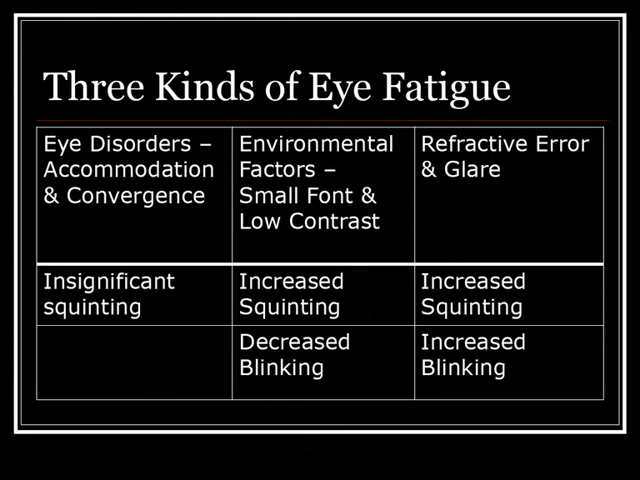 Three Kinds of Eye Fatigue
Eye Disorders –
Accommodation
& Convergence
Environmental
Factors –
Small Font &
Low Contrast
Refractive Error
& Glare
Insignificant
squinting
Increased
Squinting
Increased
Squinting
Decreased
Blinking
Increased
Blinking